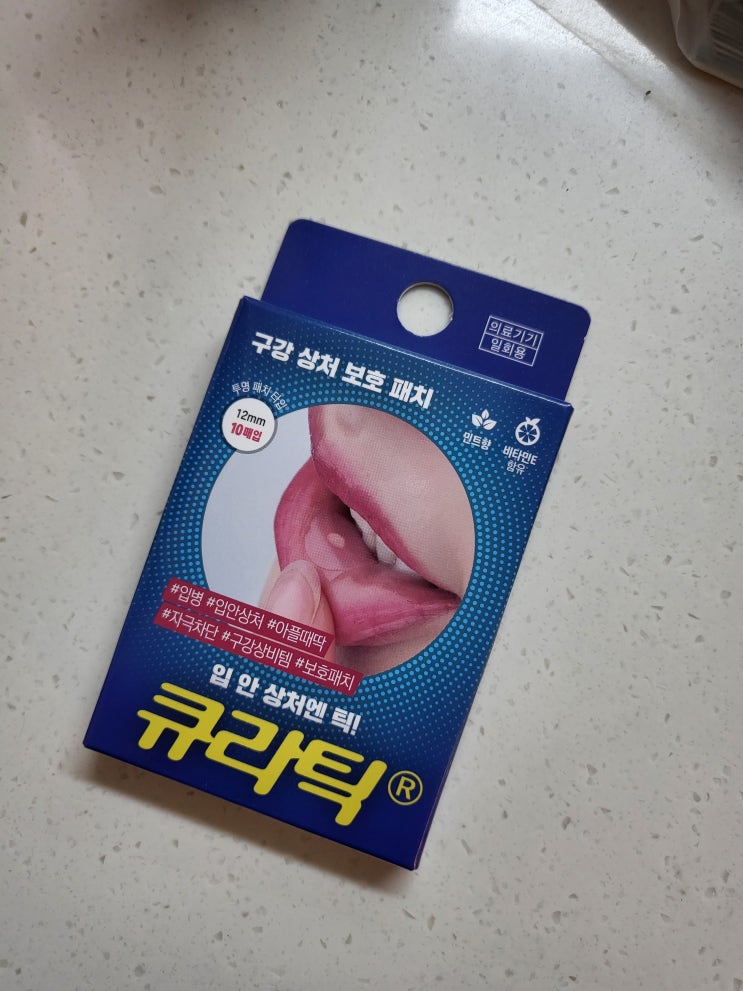 의료기기
일회용
구강 상처 보호 패치
투명 패치 타입
12mm
10매입
민트향
비타민E
함유
#입병 #입안상처 #아플때딱
#자극차단 #구강상비템 #보호패치
입 안 상처엔 틱!
큐라틱®